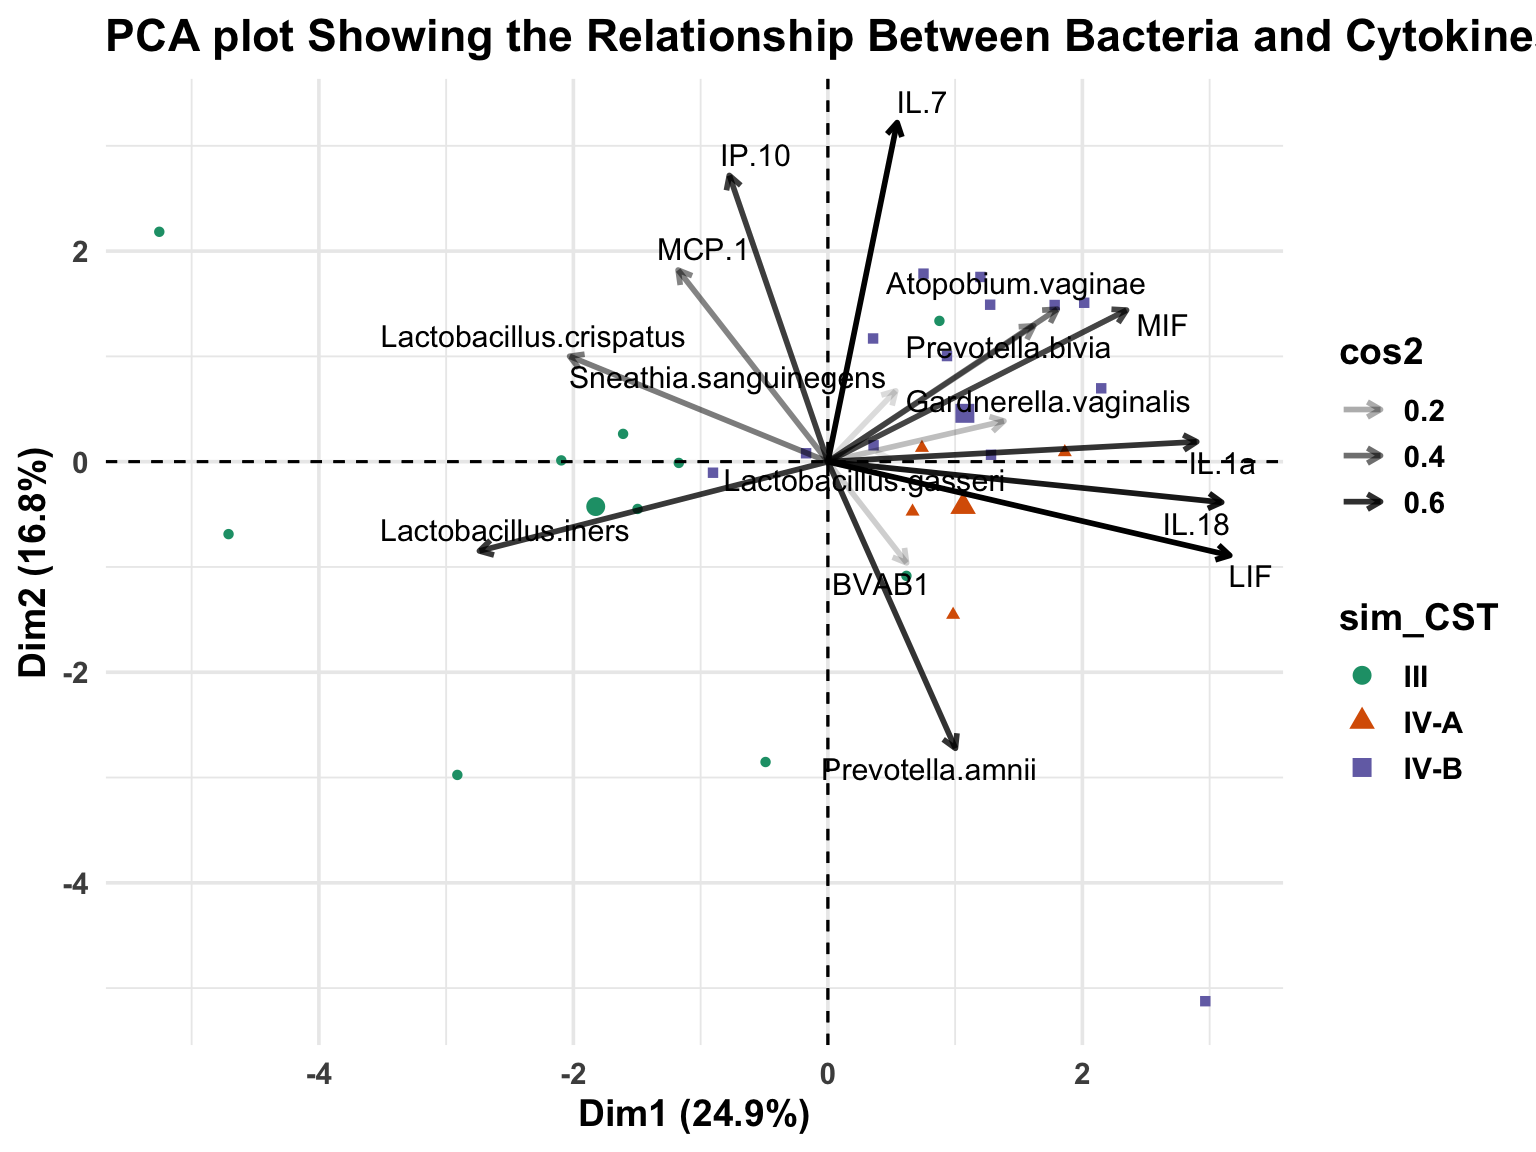 PCA plot Showing the Relationship Between Bacteria and Cytokine
IL.7
IP.10
MCP.1
Atopobium.vaginae
MIF
Lactobacillus.crispatus
Prevotella.bivia
Sneathia.sanguinegens
Gardnerella.vaginalis
IL.1a
Lactobacillus.gasseri
IL.18
Lactobacillus.iners
LIF
BVAB1
Prevotella.amnii
2
0
-2
-4
Dim2 (16.8%)
-4
-2
0
2
Dim1 (24.9%)
cos2
0.2
0.4
0.6
sim_CST
III
IV-A
IV-B